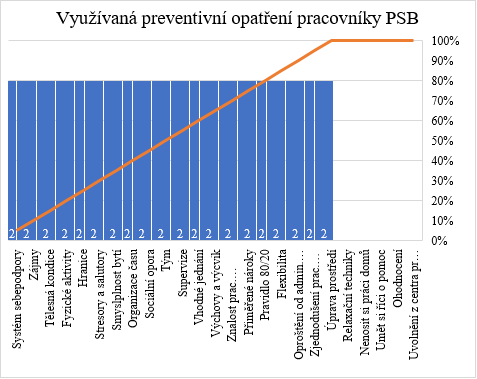 Využívaná preventivní opatření pracovníky PSB
100%
90%
80%
70%
60%
50%
40%
30%
20%
10%
0%
2 2 2 2 2 2 2 2 2 2 2 2 2 2 2 2 2 2 2 2
Systém sebepodpory
Zájmy
Tělesná kondice
Fyzické aktivity
Hranice
Stresory a salutory
Smyslplnost bytí
Organizace času
Sociální opora
Tým
Supervize
Vhodné jednání
Výchovy a výcvik
Znalost prac.…
Přiměřené nároky
Pravidlo 80/20
Flexibilita
Oproštění od admin.…
Zjednodušení prac.…
Úprava prostředí
Relaxační techniky
Nenosit si práci domů
Umět si říci o pomoc
Ohodnocení
Uvolnění z centra př…